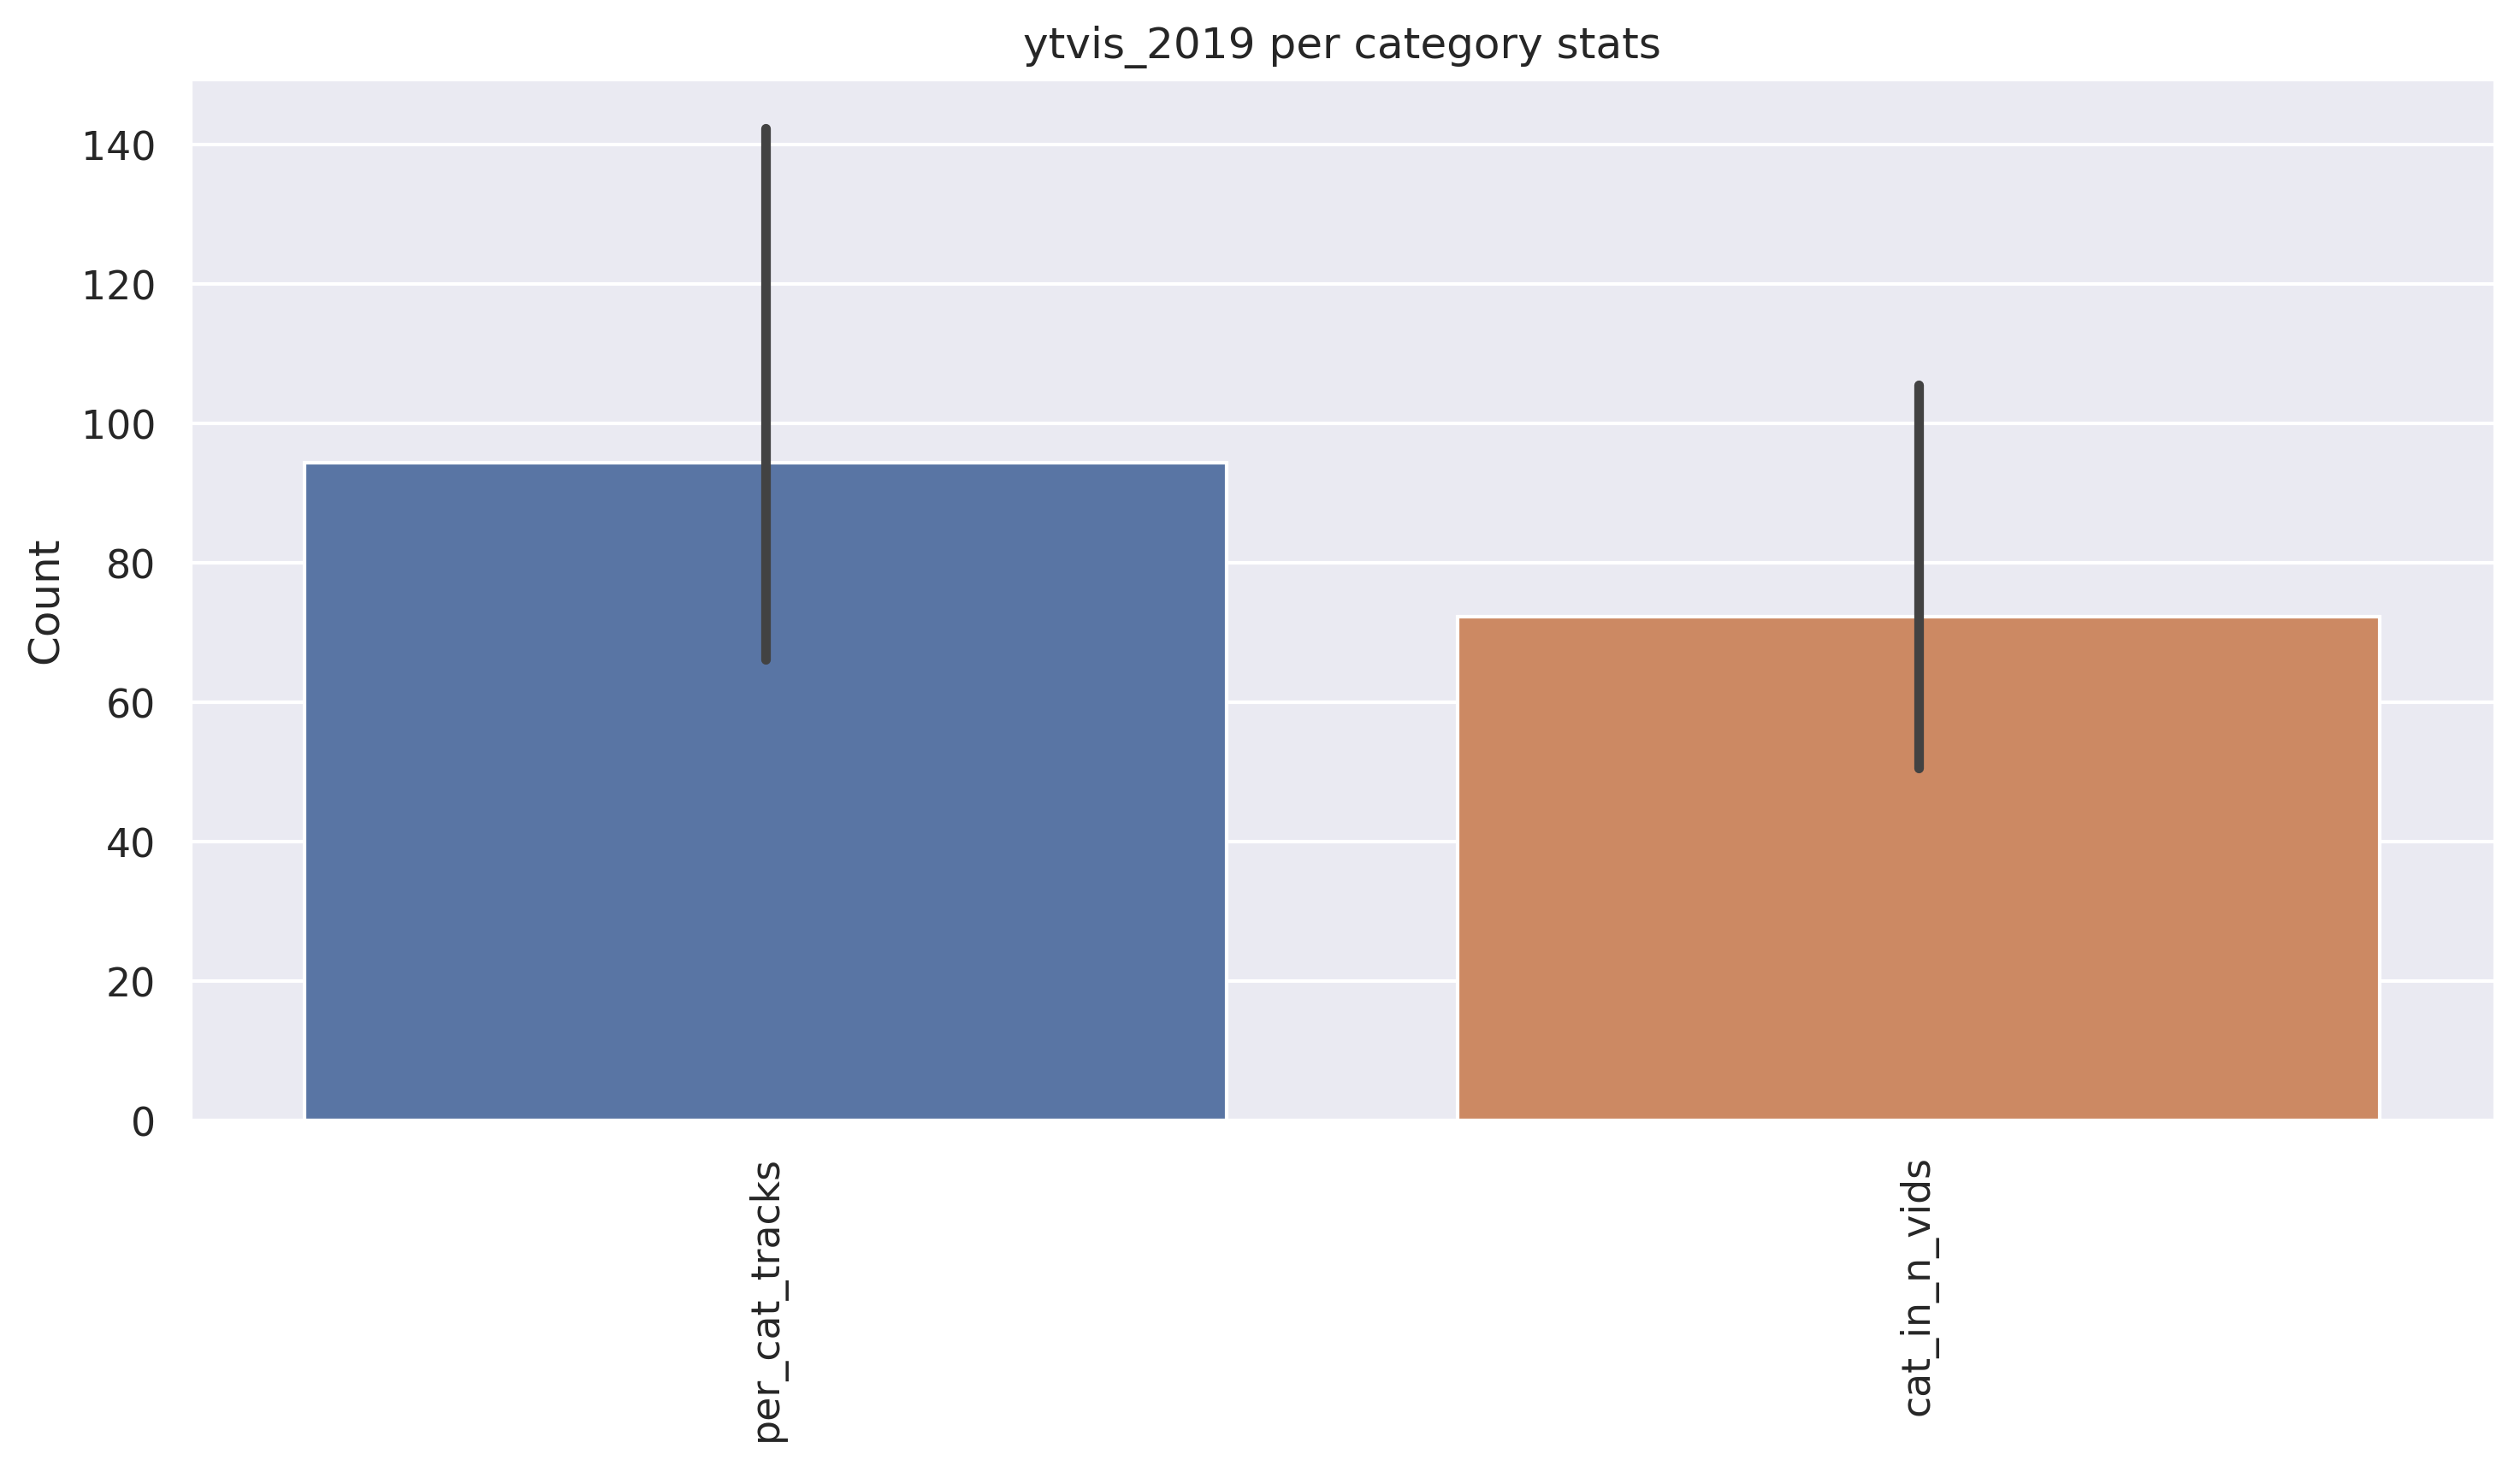 ytvis_2019 per category stats
Count
140
120
100
80
60
40
20
0
per_cat_tracks
cat_in_n_vids